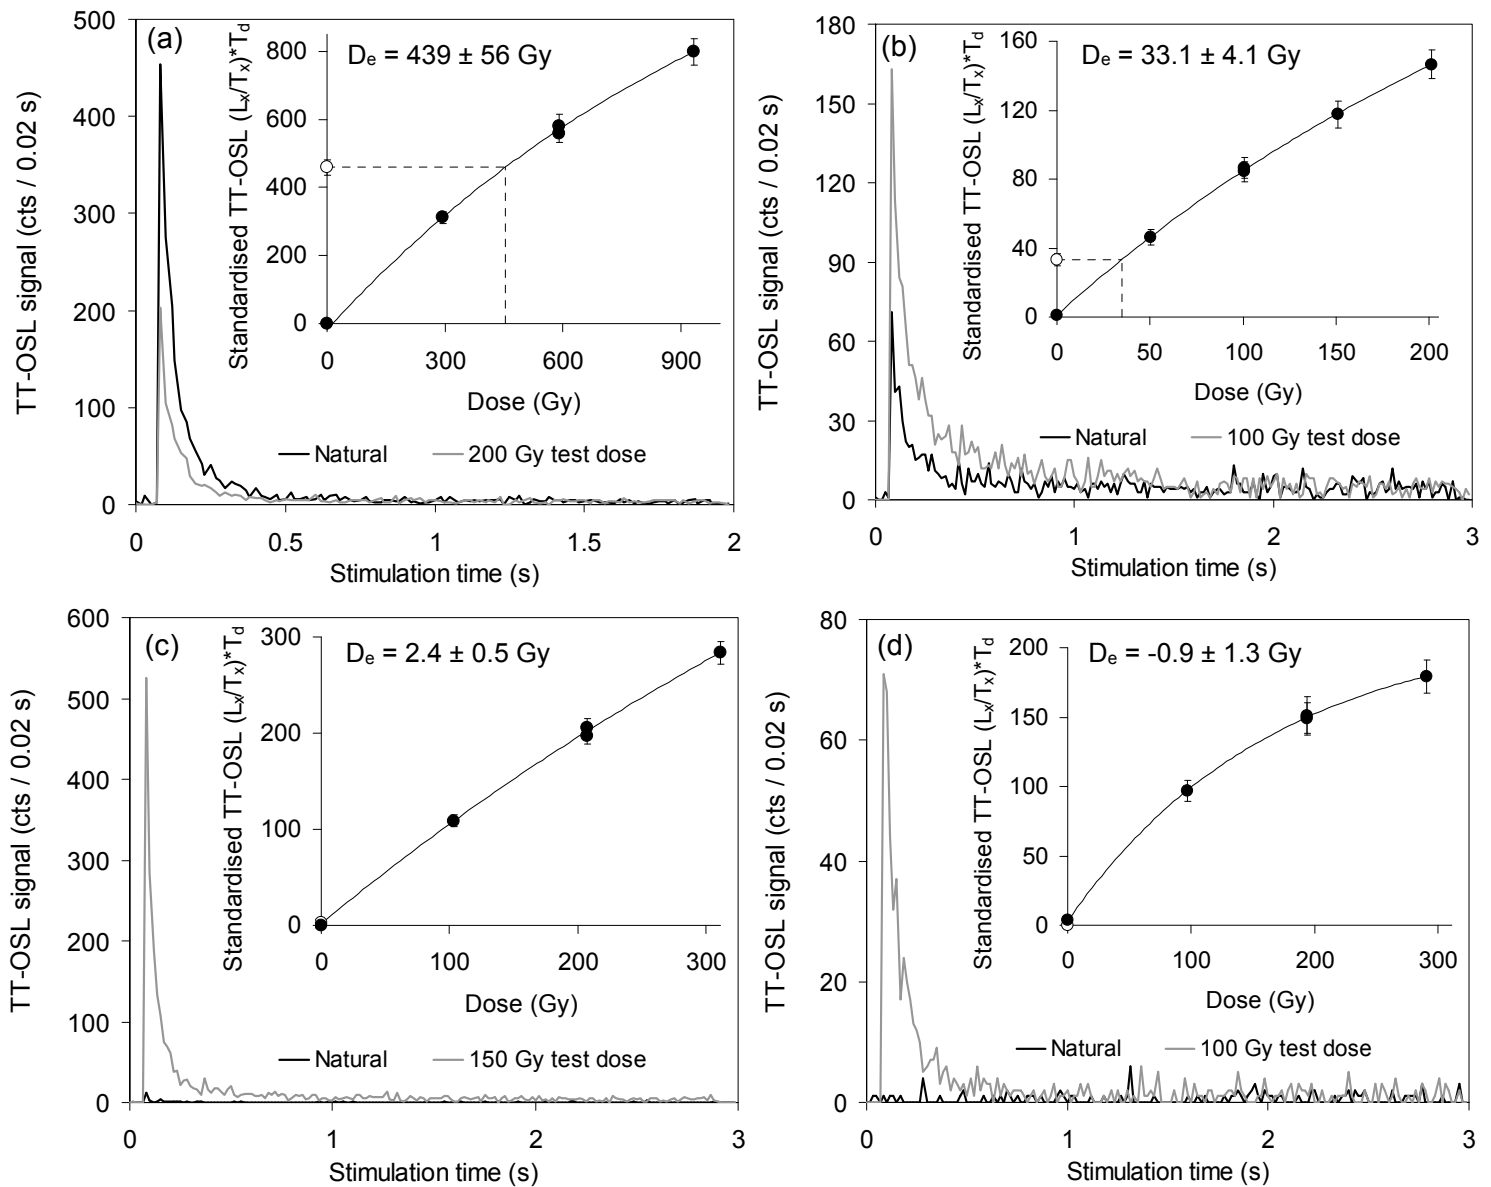 (a)
Dₑ = 439 ± 56 Gy
TT-OSL signal (cts / 0.02 s)
500
400
300
200
100
0
Standardised TT-OSL (Lₓ/Tₓ)*T_d
800
600
400
200
0
0 300 600 900
Dose (Gy)
Natural 200 Gy test dose
0 0.5 1 1.5 2
Stimulation time (s)
(b)
Dₑ = 33.1 ± 4.1 Gy
TT-OSL signal (cts / 0.02 s)
180
150
120
90
60
30
0
Standardised TT-OSL (Lₓ/Tₓ)*T_d
160
120
80
40
0
0 50 100 150 200
Dose (Gy)
Natural 100 Gy test dose
0 1 2 3
Stimulation time (s)
(c)
Dₑ = 2.4 ± 0.5 Gy
TT-OSL signal (cts / 0.02 s)
600
500
400
300
200
100
0
Standardised TT-OSL (Lₓ/Tₓ)*T_d
300
200
100
0
0 100 200 300
Dose (Gy)
Natural 150 Gy test dose
0 1 2 3
Stimulation time (s)
(d)
Dₑ = -0.9 ± 1.3 Gy
TT-OSL signal (cts / 0.02 s)
80
60
40
20
0
Standardised TT-OSL (Lₓ/Tₓ)*T_d
200
150
100
50
0
0 100 200 300
Dose (Gy)
Natural 100 Gy test dose
0 1 2 3
Stimulation time (s)